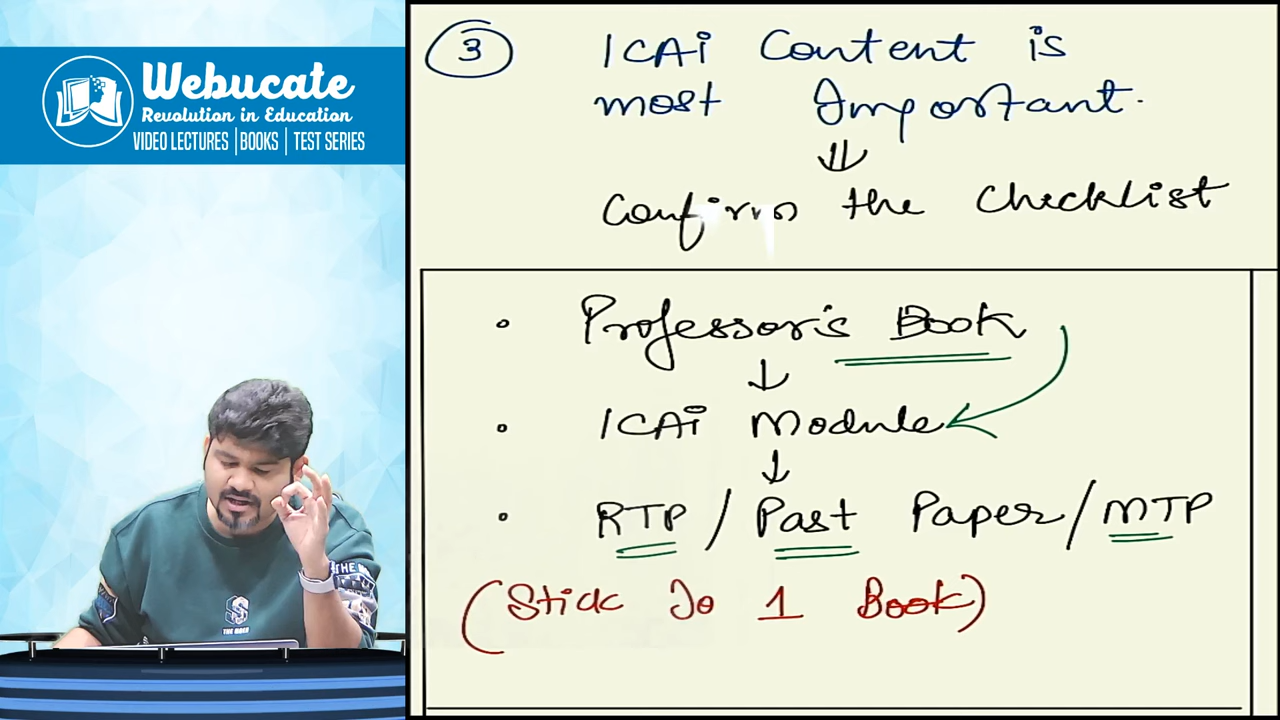 Webucate
Revolution in Education
VIDEO LECTURES | BOOKS | TEST SERIES
3 ICAi Content is
most Important.
Confirm the Checklist
Professor's Book
ICAi Module
RTP / Past Paper / MTP
(Stick To 1 Book)
S